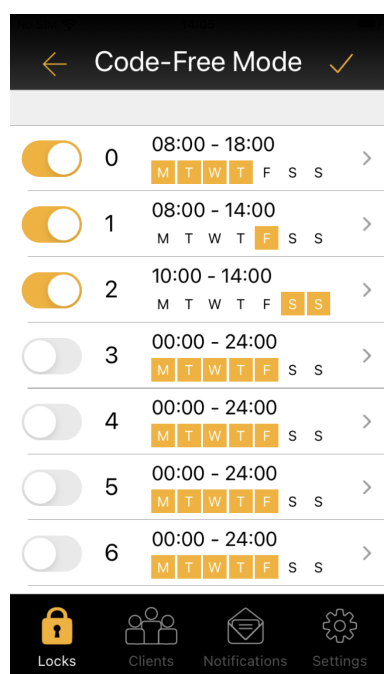 Code-Free Mode
0 08:00 - 18:00
M T W T F S S
1 08:00 - 14:00
M T W T F S S
2 10:00 - 14:00
M T W T F S S
3 00:00 - 24:00
M T W T F S S
4 00:00 - 24:00
M T W T F S S
5 00:00 - 24:00
M T W T F S S
6 00:00 - 24:00
M T W T F S S
Locks Clients Notifications Settings